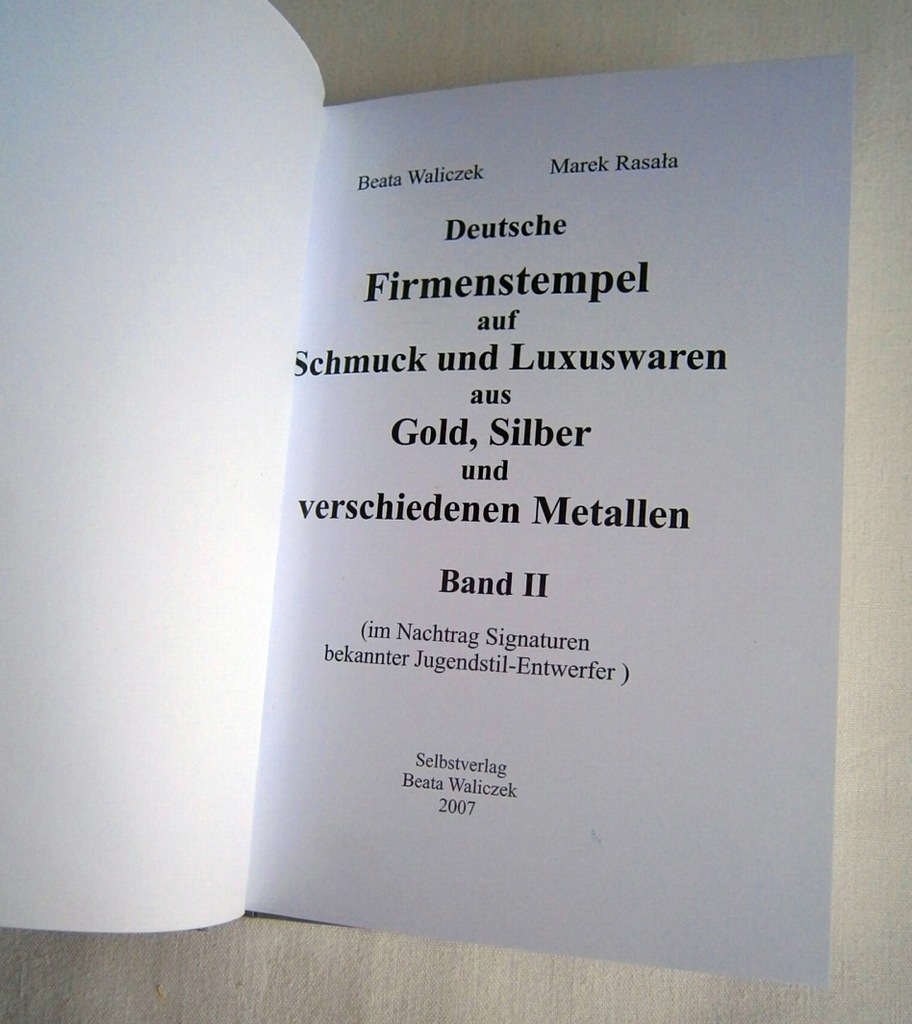 Beata Waliczek Marek Rasała
Deutsche
Firmenstempel
auf
Schmuck und Luxuswaren
aus
Gold, Silber
und
verschiedenen Metallen
Band II
(im Nachtrag Signaturen
bekannter Jugendstil-Entwerfer )
Selbstverlag
Beata Waliczek
2007